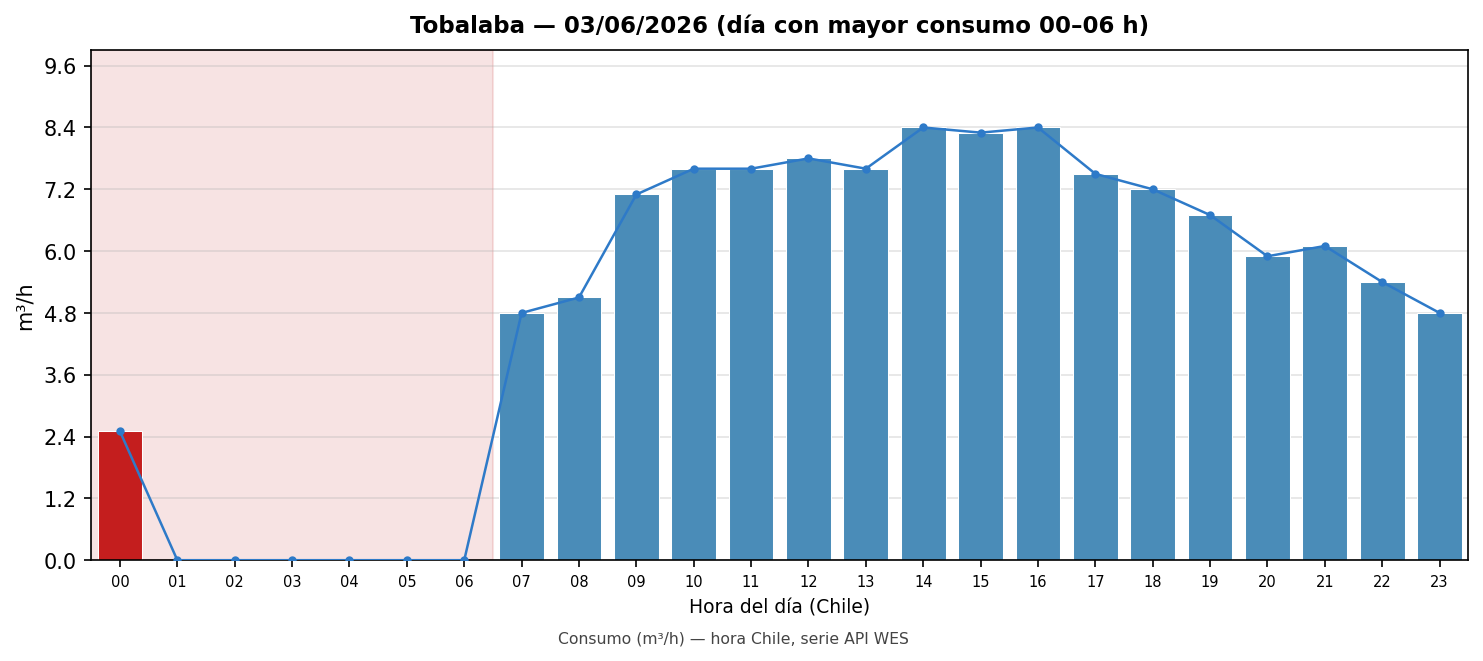 Tobalaba — 03/06/2026 (día con mayor consumo 00–06 h)
m³/h
9.6
8.4
7.2
6.0
4.8
3.6
2.4
1.2
0.0
00 01 02 03 04 05 06 07 08 09 10 11 12 13 14 15 16 17 18 19 20 21 22 23
Hora del día (Chile)
Consumo (m³/h) — hora Chile, serie API WES